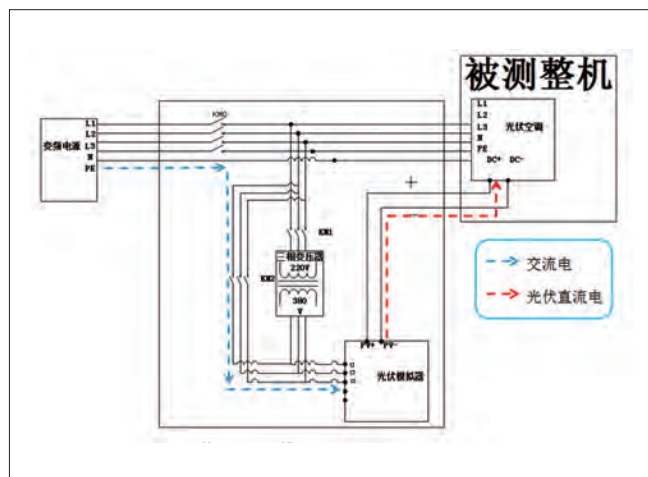 被测整机
变频电源
L1
L2
L3
N
PE
KM0
L1
L2
L3
N
PE
光伏空调
DC+ DC-
+
—
KM1
KM2
三相变压器
220V
380
V
交流电
光伏直流电
PV+ PV-
光伏模拟器